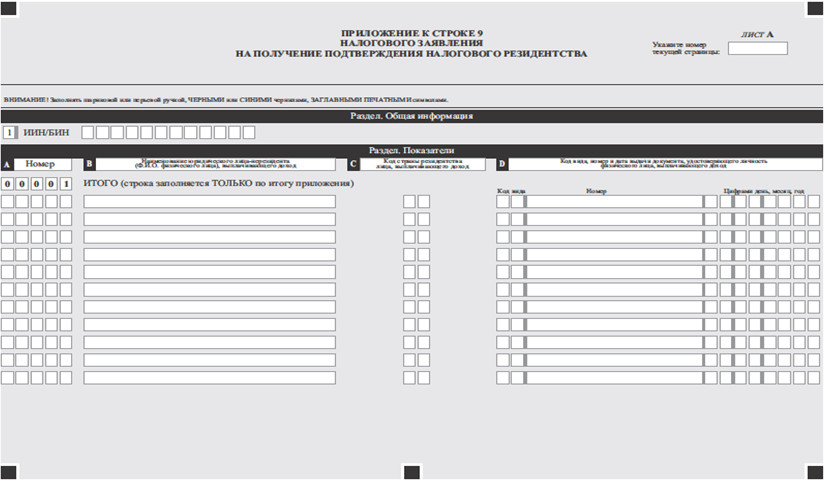 ПРИЛОЖЕНИЕ К СТРОКЕ 9
НАЛОГОВОГО ЗАЯВЛЕНИЯ
НА ПОЛУЧЕНИЕ ПОДТВЕРЖДЕНИЯ НАЛОГОВОГО РЕЗИДЕНТСТВА
ЛИСТ А
Укажите номер
текущей страницы:
ВНИМАНИЕ! Заполнять шариковой или перьевой ручкой, ЧЕРНЫМИ или СИНИМИ чернилами, ЗАГЛАВНЫМИ ПЕЧАТНЫМИ символами.
Раздел. Общая информация
1 ИИН/БИН
Раздел. Показатели
A Номер
B Наименование юридического лица-нерезидента
(Ф.И.О. физического лица), выплачивающего доход
C Код страны резидентства
лица, выплачивающего доход
D Код вида, номер и дата выдачи документа, удостоверяющего личность
физического лица, выплачивающего доход
0 0 0 0 1 ИТОГО (строка заполняется ТОЛЬКО по итогу приложения)
Код вида Номер Цифрами день, месяц, год